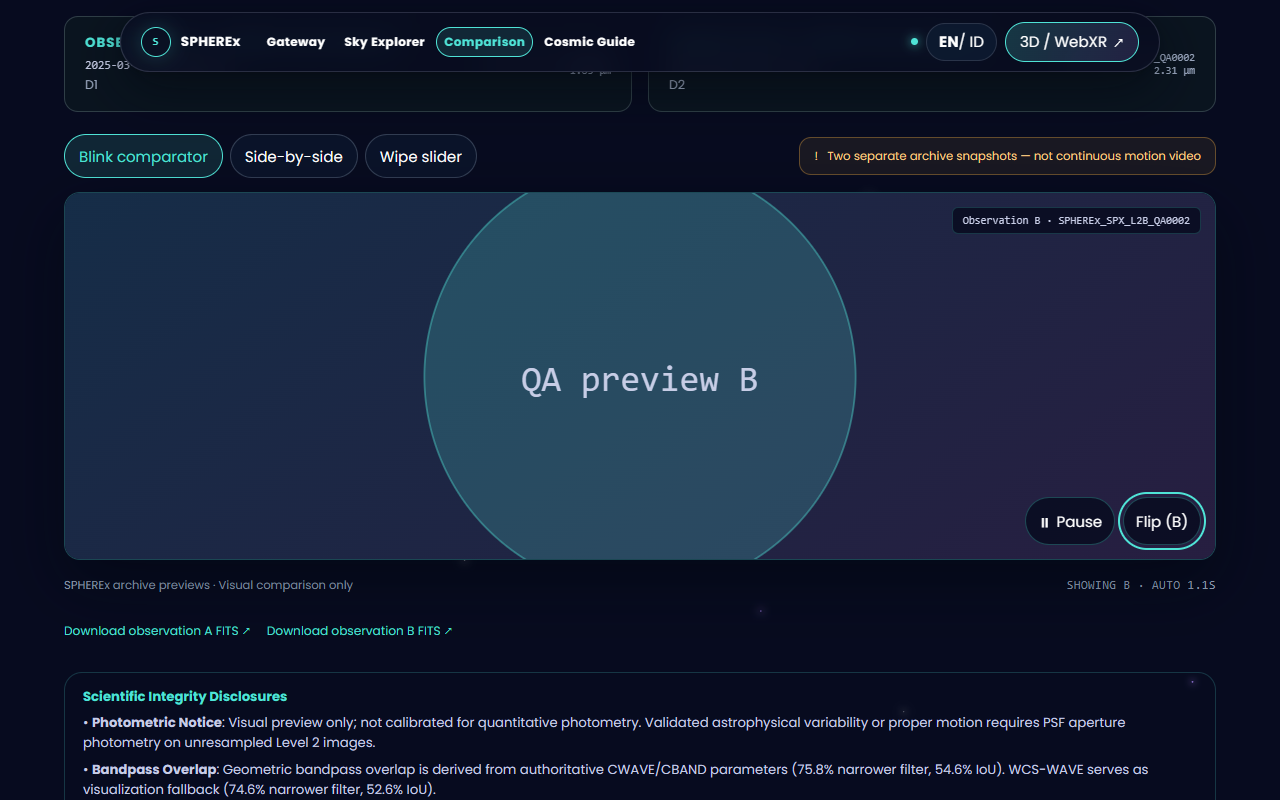 S SPHEREx Gateway Sky Explorer Comparison Cosmic Guide EN/ ID 3D / WebXR ↗
OBSE
2025-03 _QA0002
2.31 µm
D1 D2
Blink comparator Side-by-side Wipe slider ! Two separate archive snapshots — not continuous motion video
Observation B · SPHEREx_SPX_L2B_QA0002
QA preview B
⏸ Pause Flip (B)
SPHEREx archive previews · Visual comparison only SHOWING B · AUTO 1.1S
Download observation A FITS ↗ Download observation B FITS ↗
Scientific Integrity Disclosures
• Photometric Notice: Visual preview only; not calibrated for quantitative photometry. Validated astrophysical variability or proper motion requires PSF aperture
photometry on unresampled Level 2 images.
• Bandpass Overlap: Geometric bandpass overlap is derived from authoritative CWAVE/CBAND parameters (75.8% narrower filter, 54.6% IoU). WCS-WAVE serves as
visualization fallback (74.6% narrower filter, 52.6% IoU).